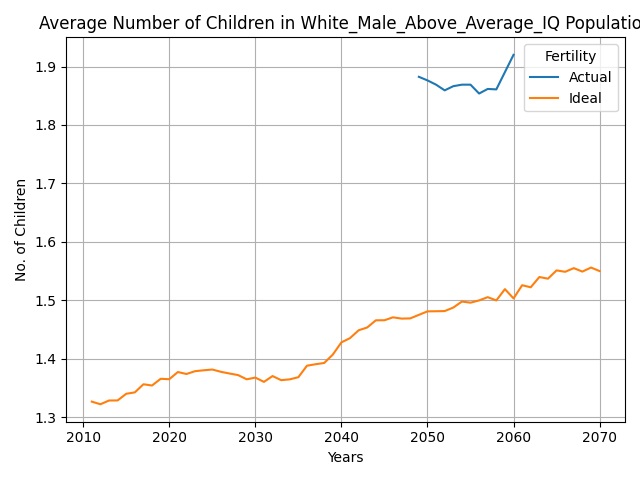 Average Number of Children in White_Male_Above_Average_IQ Populatio
Fertility
Actual
Ideal
No. of Children
1.9
1.8
1.7
1.6
1.5
1.4
1.3
2010 2020 2030 2040 2050 2060 2070
Years